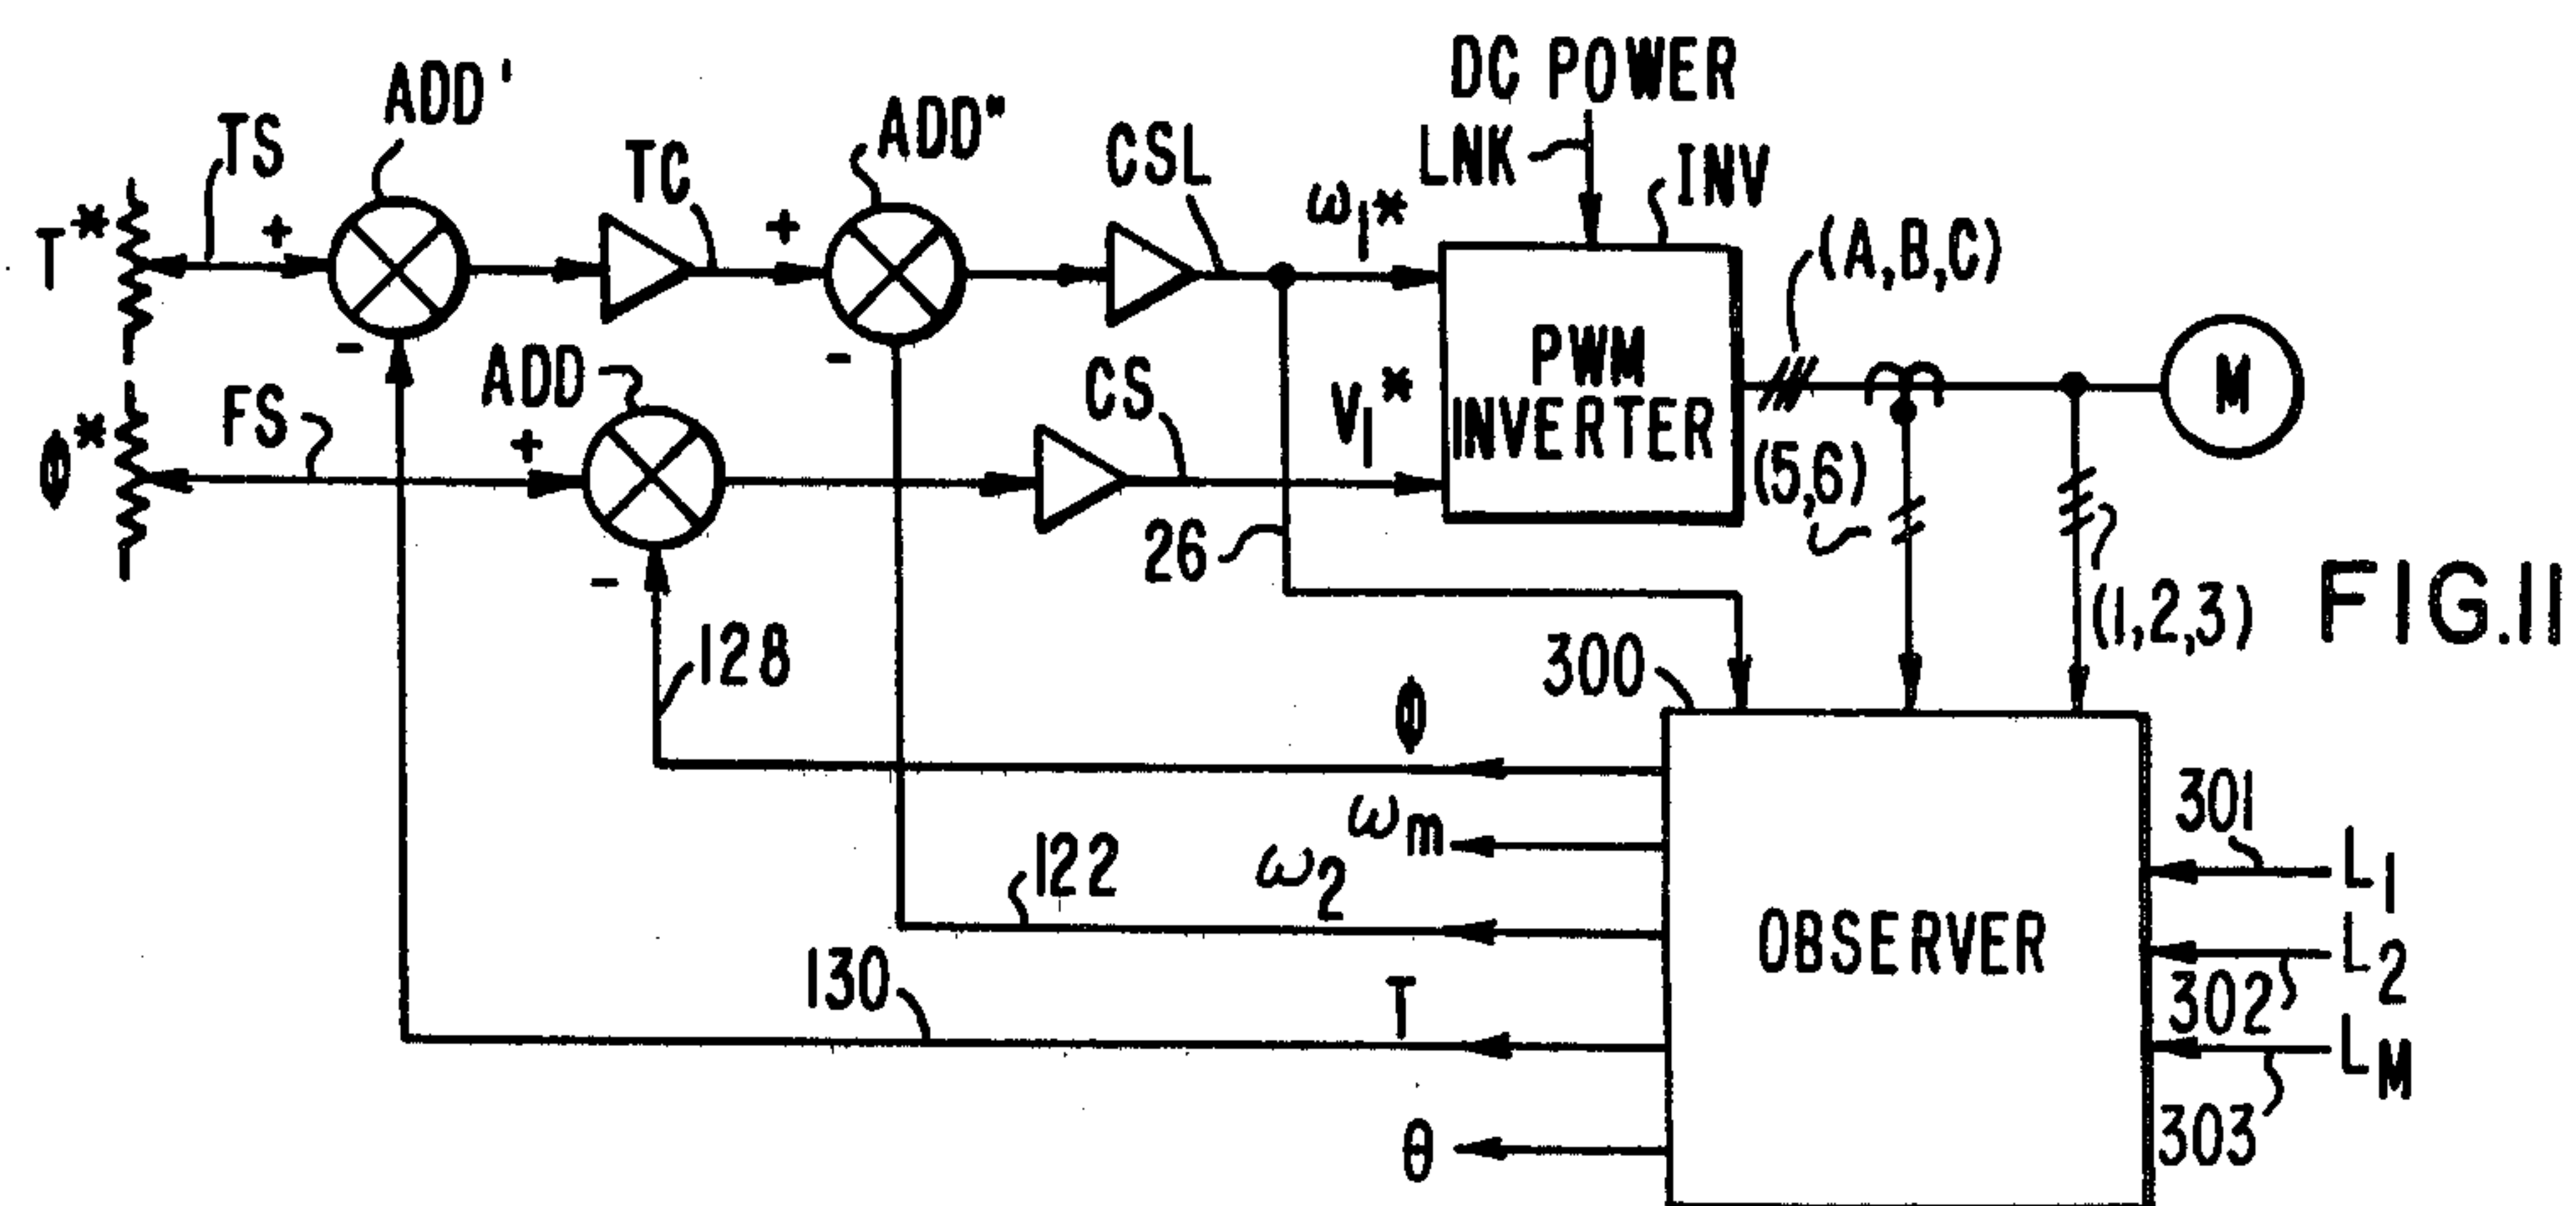 DC POWER
LNK
INV
ADD'
ADD"
TS
TC
CSL
ω1*
(A,B,C)
T*
+
-
+
-
PWM
INVERTER
M
ADD
CS
V1*
FS
Φ*
+
-
(5,6)
26
(1,2,3)
FIG.11
128
300
Φ
ωm
301
L1
122
ω2
OBSERVER
L2
302
130
T
LM
303
θ